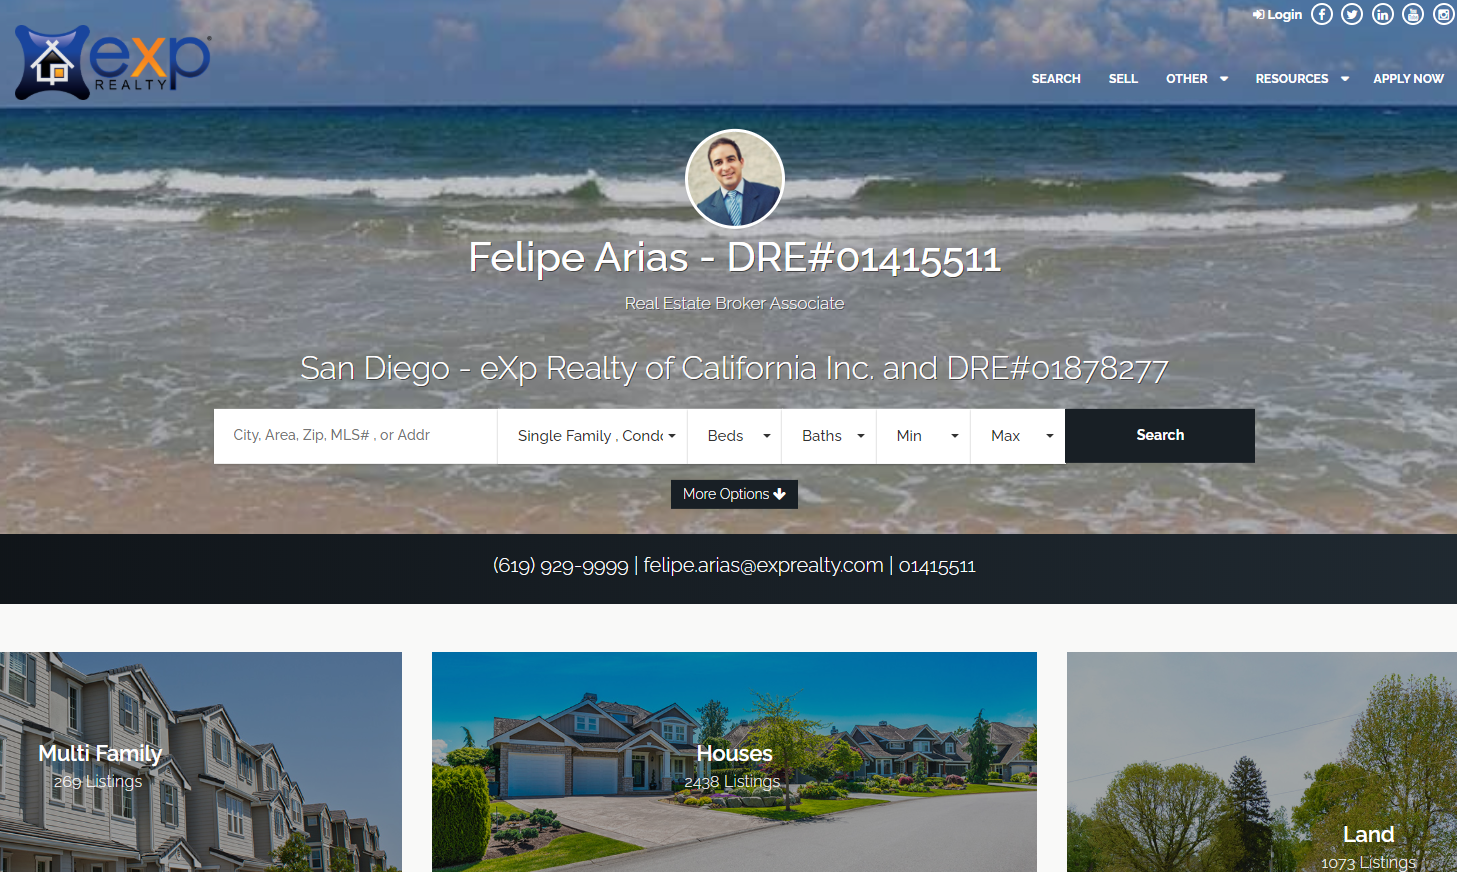 Login
exp
REALTY
SEARCH SELL OTHER RESOURCES APPLY NOW
Felipe Arias - DRE#01415511
Real Estate Broker Associate
San Diego - eXp Realty of California Inc. and DRE#01878277
City, Area, Zip, MLS# , or Addr Single Family , Condo Beds Baths Min Max Search
More Options
(619) 929-9999 | felipe.arias@exprealty.com | 01415511
Multi Family
269 Listings
Houses
2438 Listings
Land
1073 Listings